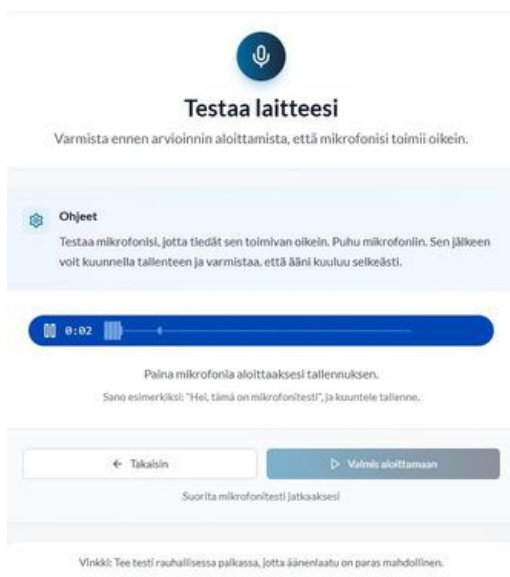 Testaa laitteesi
Varmista ennen arvioinnin aloittamista, että mikrofonisi toimii oikein.
Ohjeet
Testaa mikrofonisi, jotta tiedät sen toimivan oikein. Puhu mikrofoniin. Sen jälkeen
voit kuunnella tallenteen ja varmistaa, että ääni kuuluu selkeästi.
0:02
Paina mikrofonia aloittaaksesi tallennuksen.
Sano esimerkiksi: "Hei, tämä on mikrofonitesti", ja kuuntele tallenne.
Takaisin
Valmis aloittamaan
Suorita mikrofonitesti jatkaaksesi
Vinkki: Tee testi rauhallisessa paikassa, jotta äänenlaatu on paras mahdollinen.